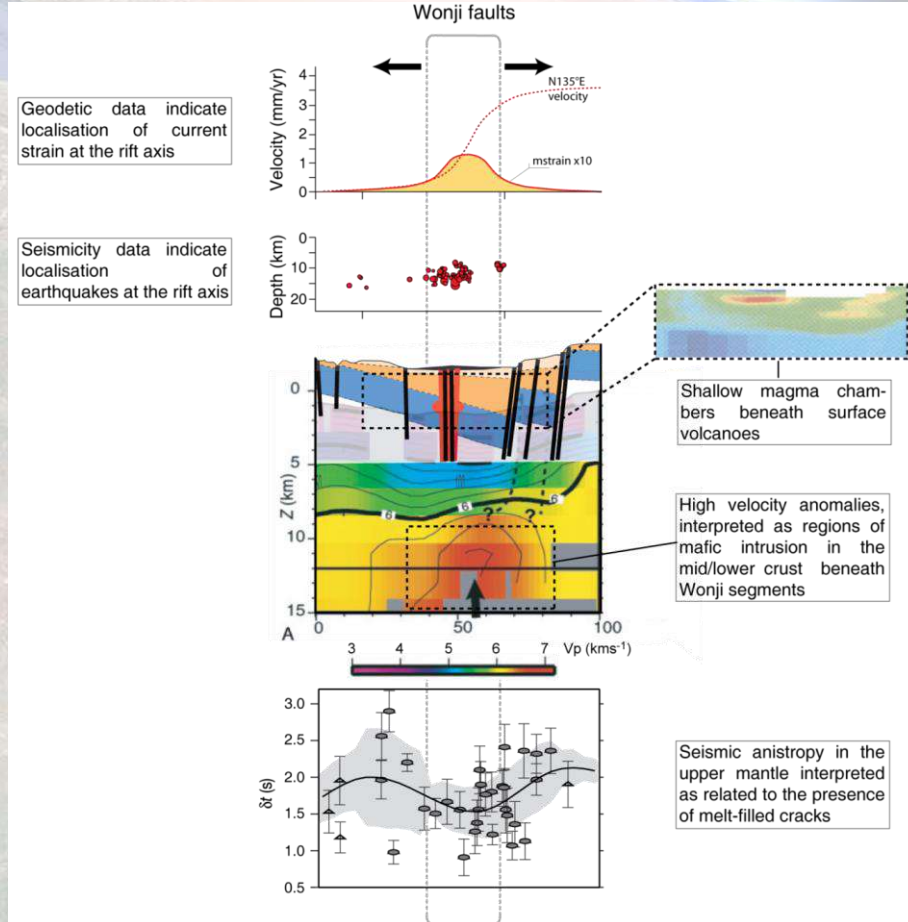 Wonji faults
Geodetic data indicate
localisation of current
strain at the rift axis
Velocity (mm/yr)
4
3
2
1
0
N135°E
velocity
mstrain x10
Seismicity data indicate
localisation of
earthquakes at the rift axis
Depth (km)
0
10
20
Shallow magma cham-
bers beneath surface
volcanoes
Z (km)
0
5
10
15
6
6
? ?
A
0 50 100
High velocity anomalies,
interpreted as regions of
mafic intrusion in the
mid/lower crust beneath
Wonji segments
3 4 5 6 7 Vp (kms-1)
δt (s)
3.0
2.5
2.0
1.5
1.0
0.5
Seismic anistropy in the
upper mantle interpreted
as related to the presence
of melt-filled cracks